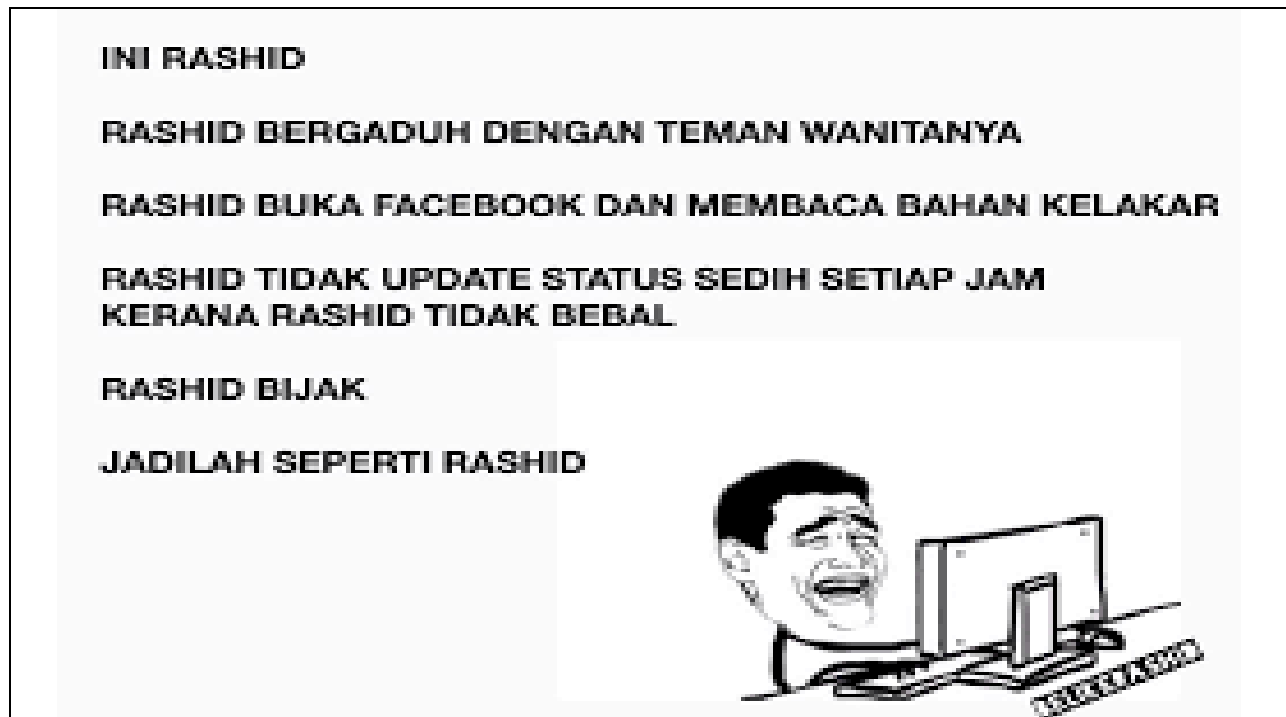 INI RASHID
RASHID BERGADUH DENGAN TEMAN WANITANYA
RASHID BUKA FACEBOOK DAN MEMBACA BAHAN KELAKAR
RASHID TIDAK UPDATE STATUS SEDIH SETIAP JAM
KERANA RASHID TIDAK BEBAL
RASHID BIJAK
JADILAH SEPERTI RASHID